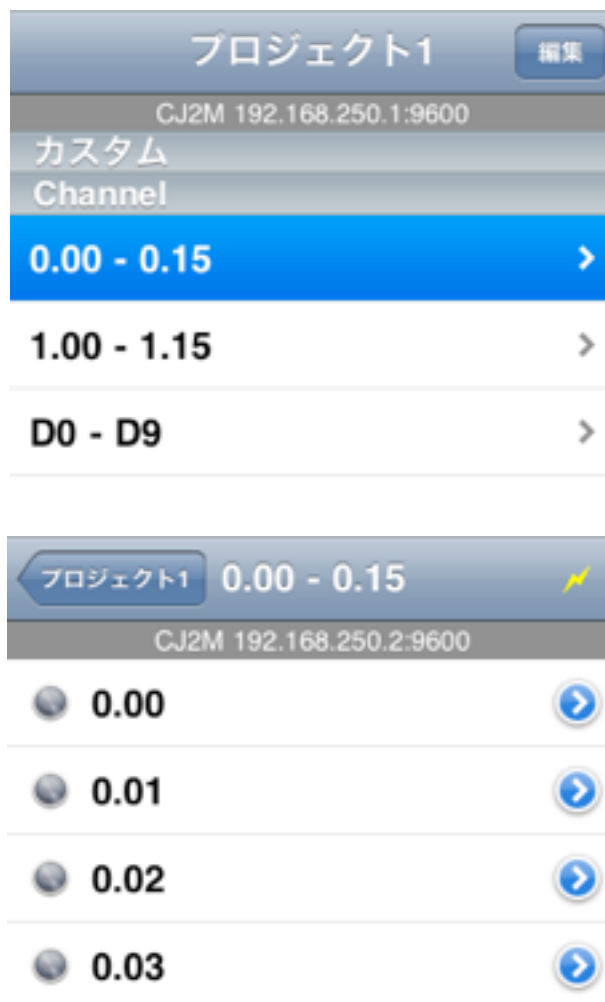 プロジェクト1 編集
CJ2M 192.168.250.1:9600
カスタム
Channel
0.00 - 0.15
1.00 - 1.15
D0 - D9
プロジェクト1 0.00 - 0.15
CJ2M 192.168.250.2:9600
0.00
0.01
0.02
0.03